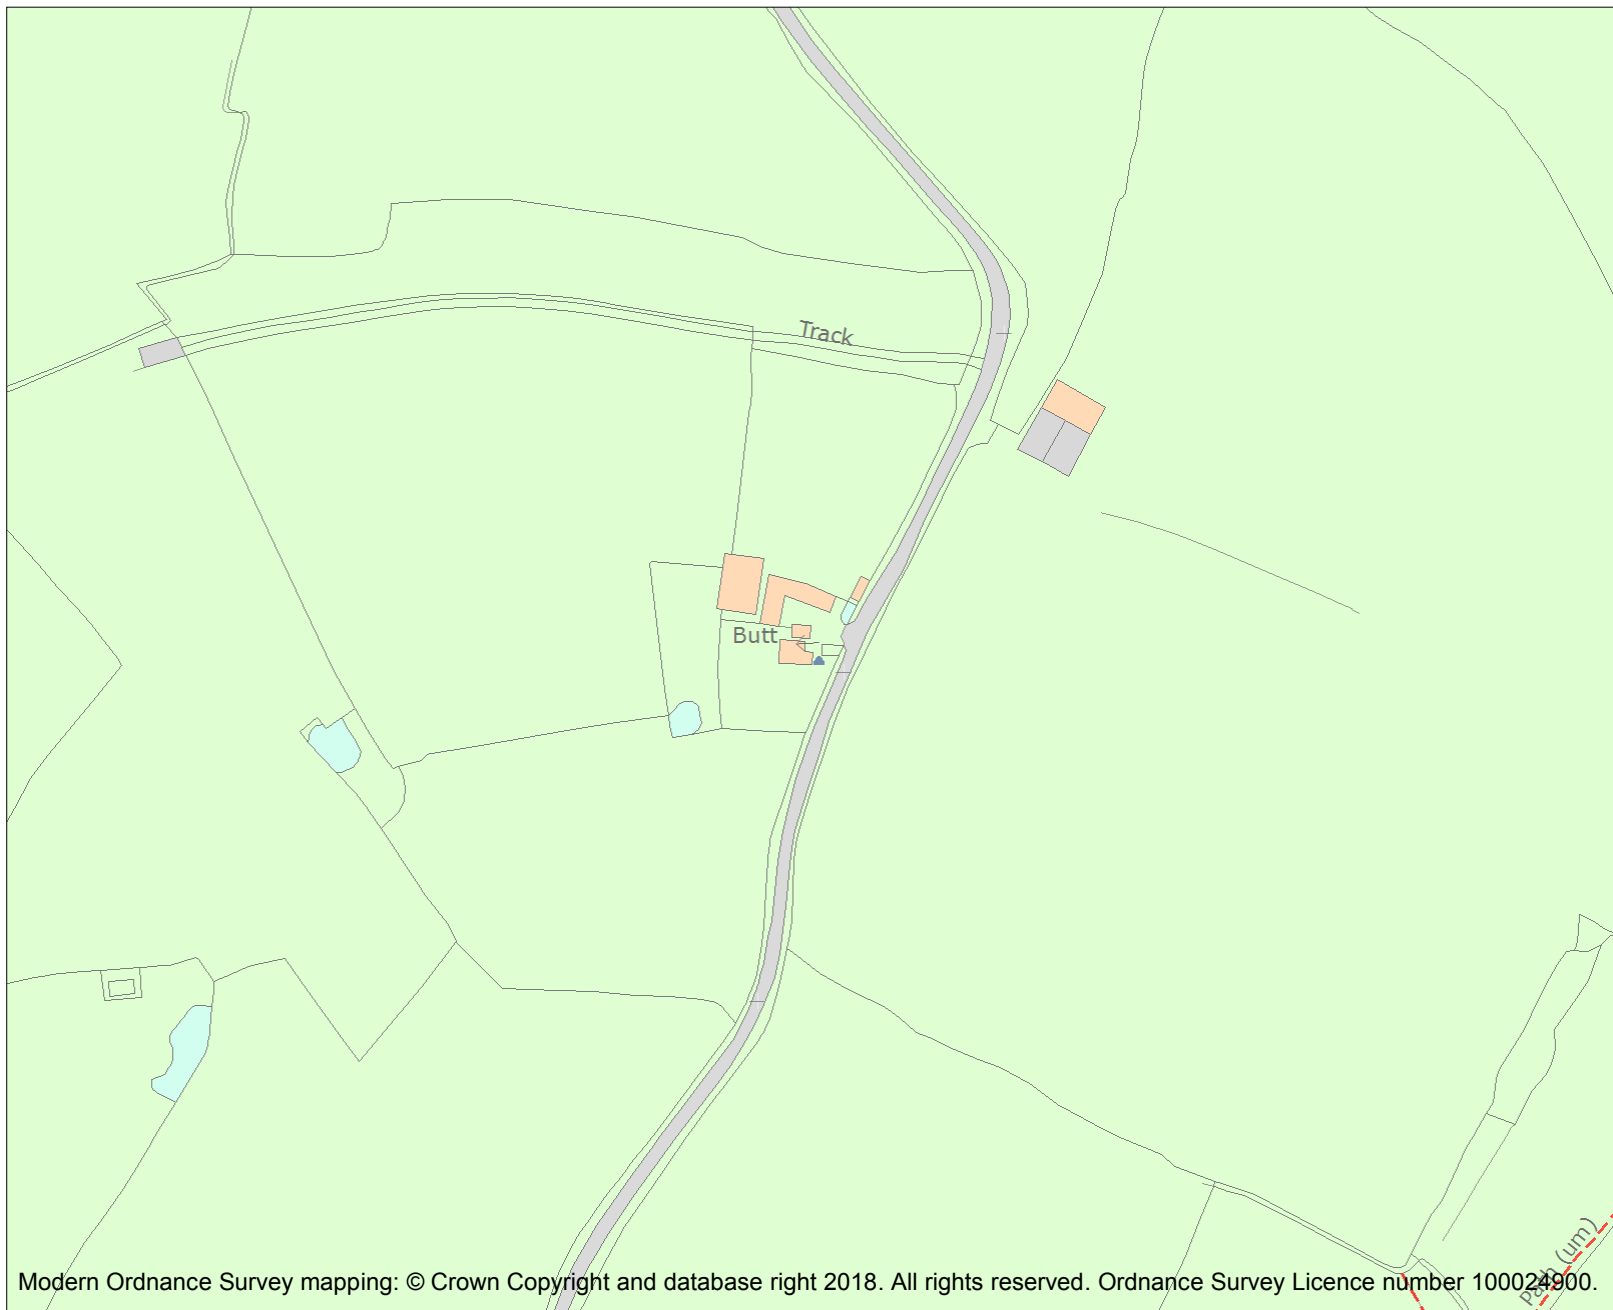 Track
Butt
Path (um)
Modern Ordnance Survey mapping: © Crown Copyright and database right 2018. All rights reserved. Ordnance Survey Licence number 100024900.